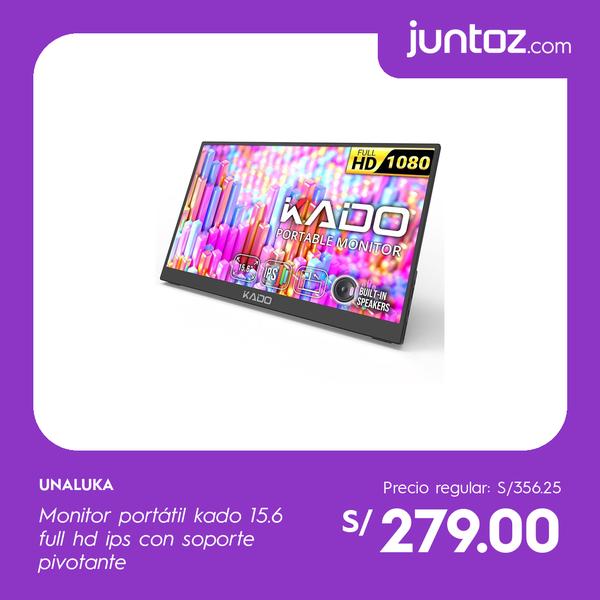 juntoz.com
FULL
HD 1080
KADO
PORTABLE MONITOR
15.6
IPS
BUILT-IN
SPEAKERS
KADO
UNALUKA
Monitor portátil kado 15.6
full hd ips con soporte
pivotante
Precio regular: S/356.25
S/ 279.00